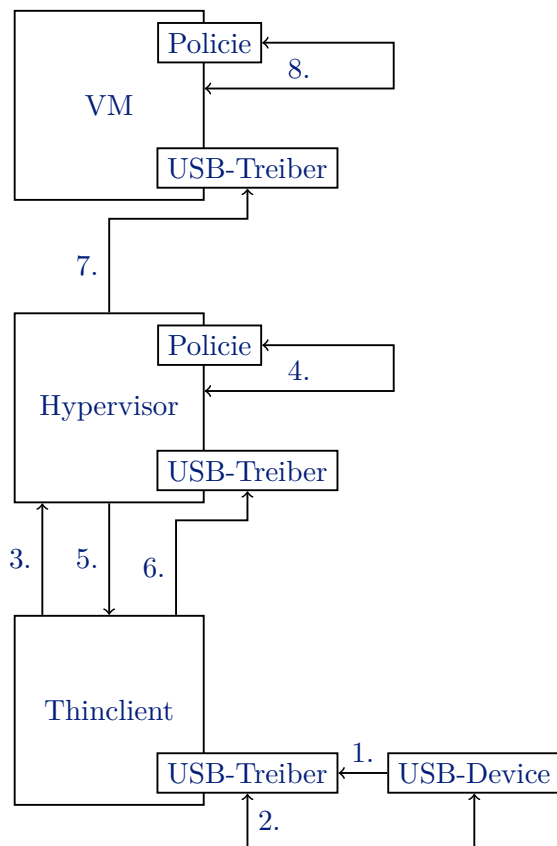 Policie
8.
VM
USB-Treiber
7.
Policie
4.
Hypervisor
USB-Treiber
3.
5.
6.
Thinclient
1.
USB-Treiber
USB-Device
2.